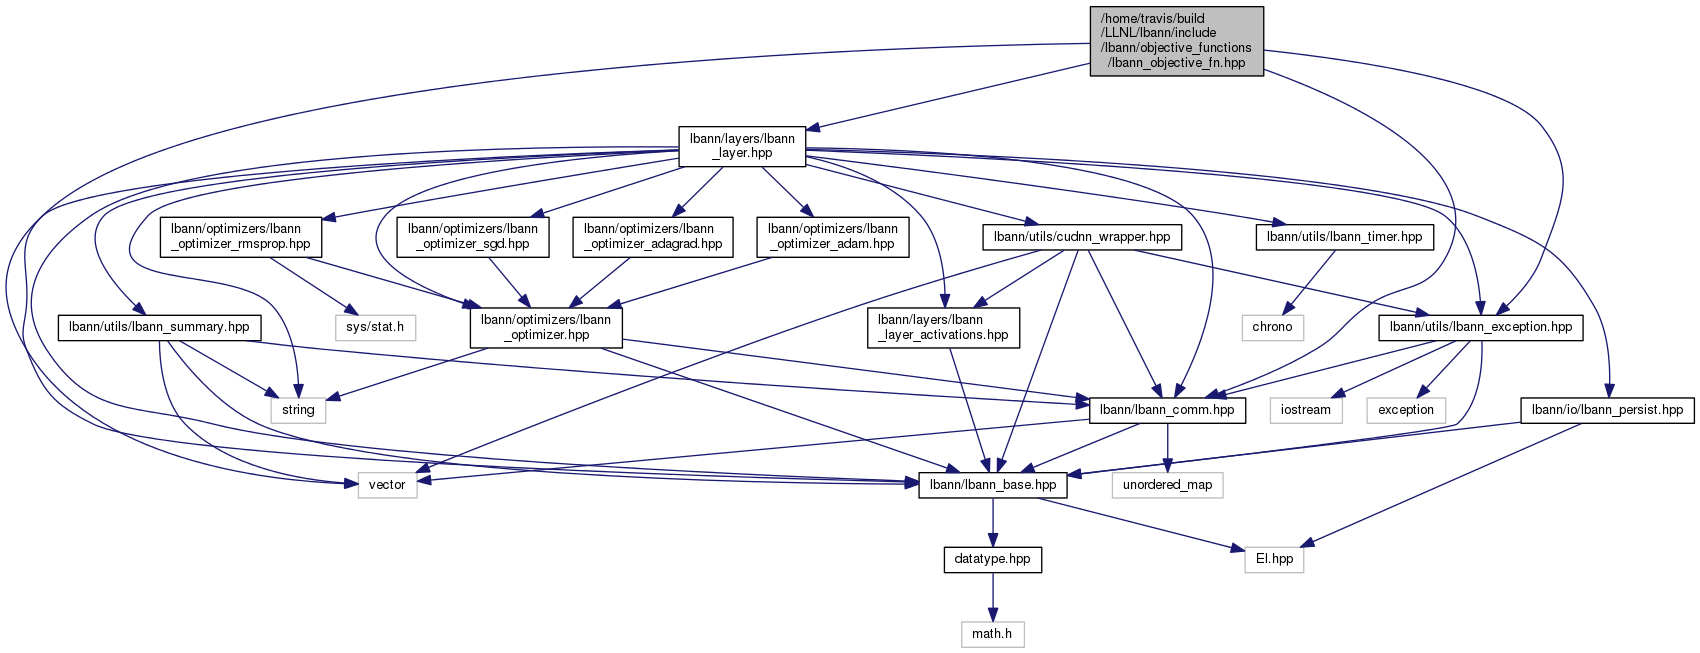 /home/travis/build
/LLNL/lbann/include
/lbann/objective_functions
/lbann_objective_fn.hpp
lbann/layers/lbann
_layer.hpp
lbann/optimizers/lbann
_optimizer_rmsprop.hpp
lbann/optimizers/lbann
_optimizer_sgd.hpp
lbann/optimizers/lbann
_optimizer_adagrad.hpp
lbann/optimizers/lbann
_optimizer_adam.hpp
lbann/utils/cudnn_wrapper.hpp
lbann/utils/lbann_timer.hpp
lbann/utils/lbann_summary.hpp
sys/stat.h
lbann/optimizers/lbann
_optimizer.hpp
lbann/layers/lbann
_layer_activations.hpp
chrono
lbann/utils/lbann_exception.hpp
string
lbann/lbann_comm.hpp
iostream
exception
lbann/io/lbann_persist.hpp
vector
lbann/lbann_base.hpp
unordered_map
datatype.hpp
El.hpp
math.h